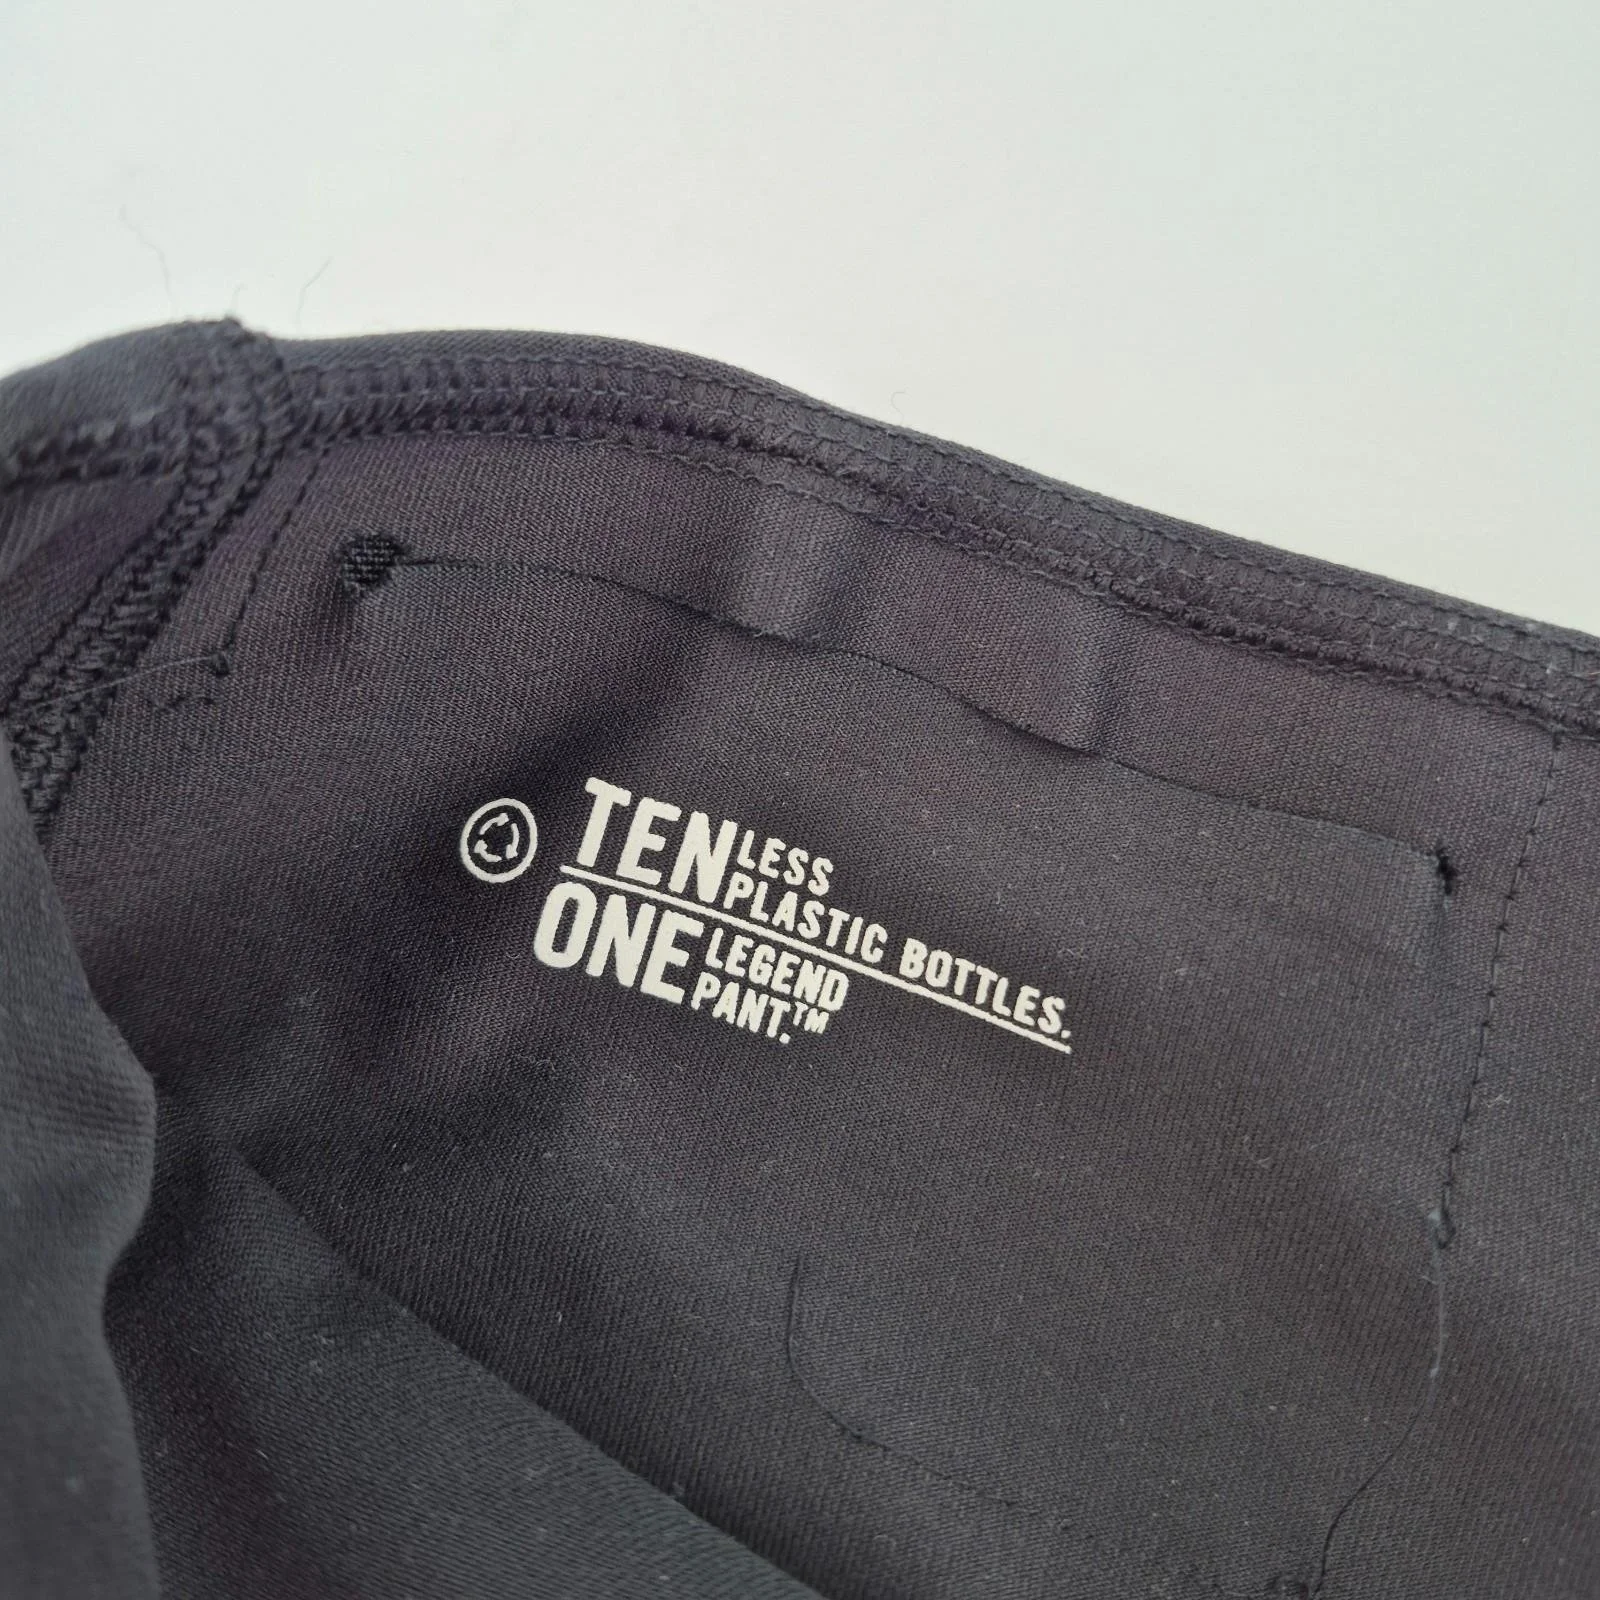 TEN LESS
PLASTIC BOTTLES.
ONE LEGEND
PANT.™